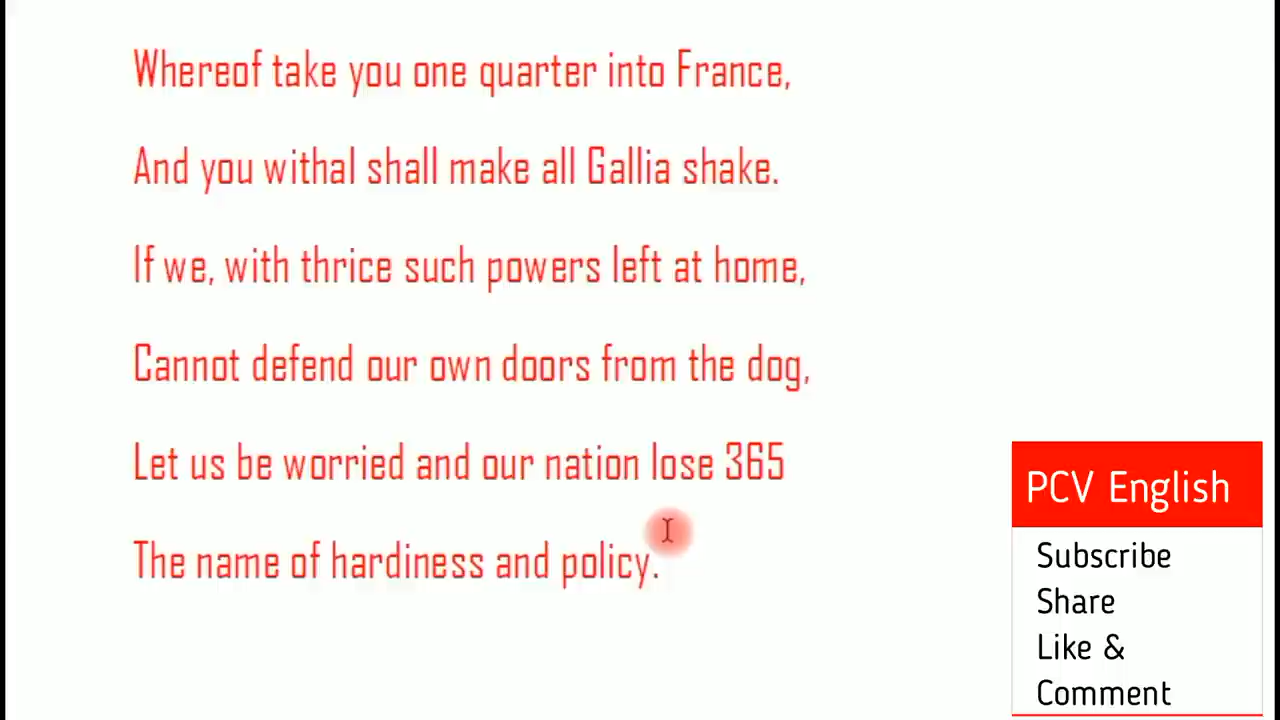 Whereof take you one quarter into France,
And you withal shall make all Gallia shake.
If we, with thrice such powers left at home,
Cannot defend our own doors from the dog,
Let us be worried and our nation lose 365
The name of hardiness and policy.
PCV English
Subscribe
Share
Like &
Comment